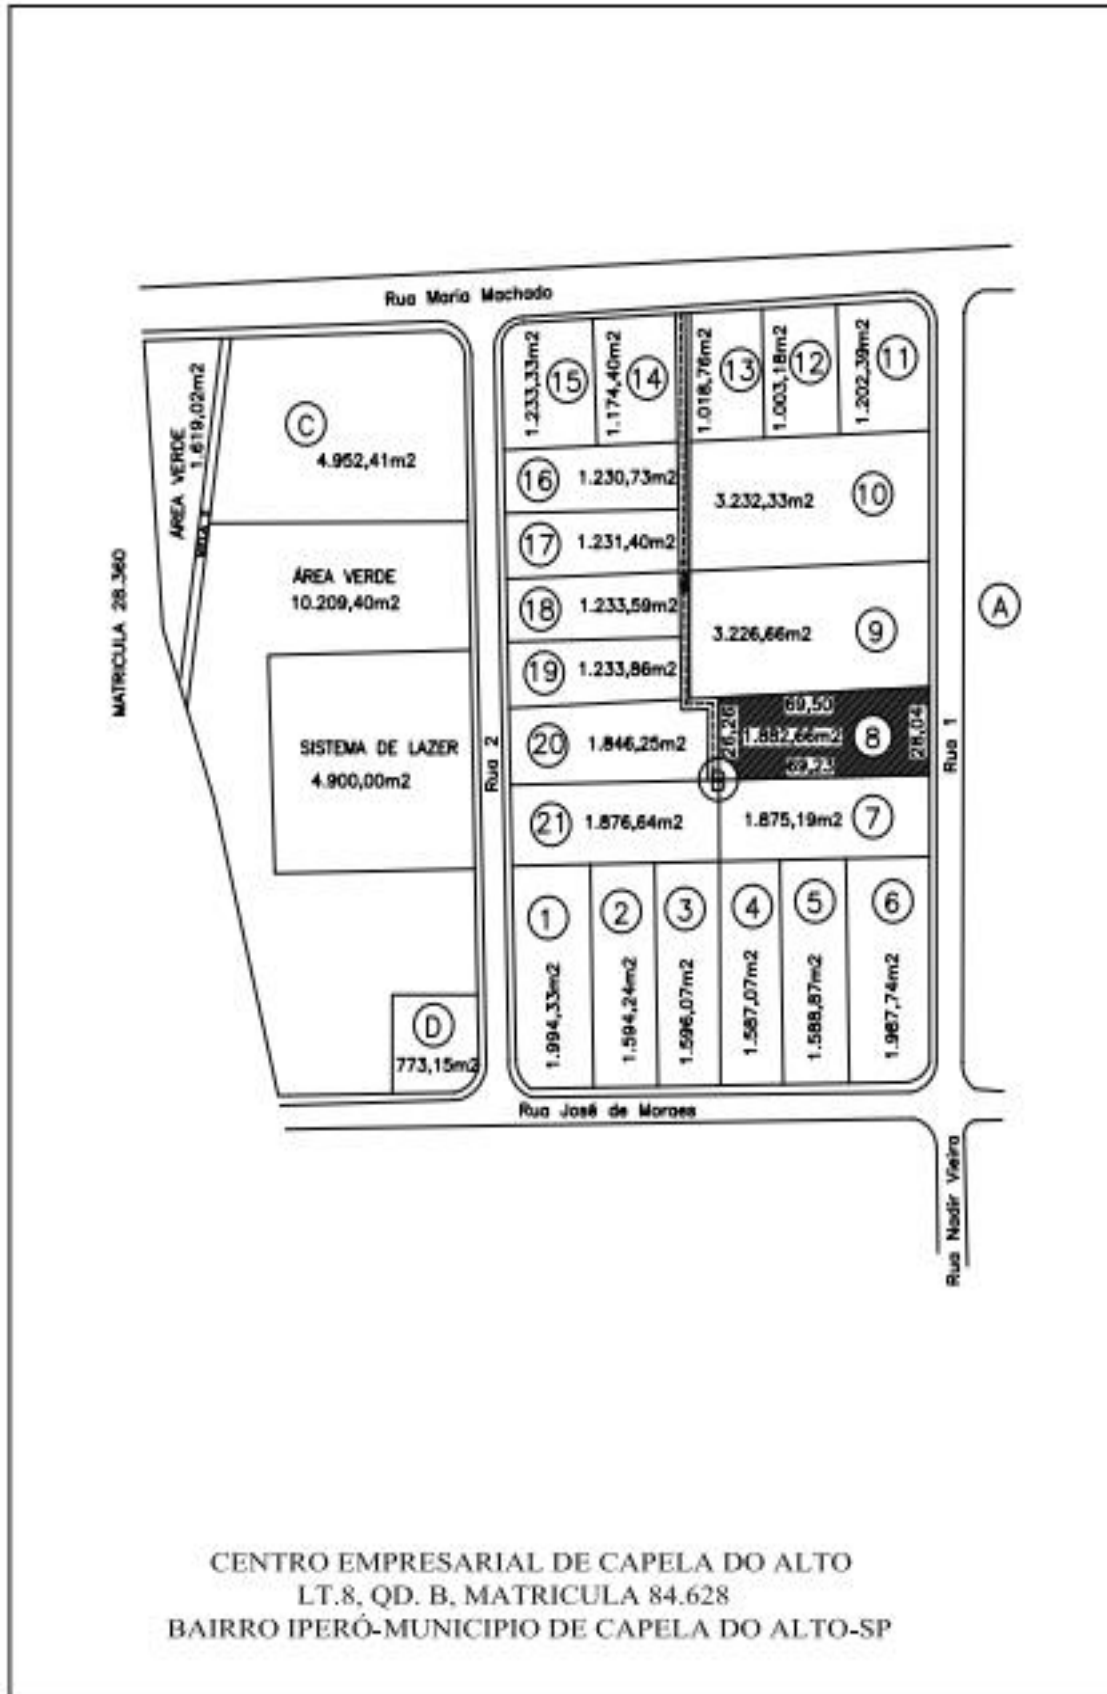 Rua Maria Machado
ÁREA VERDE
1.619,02m2
RUA 2
C
4.952,41m2
MATRICULA 28.360
ÁREA VERDE
10.209,40m2
SISTEMA DE LAZER
4.900,00m2
D
773,15m2
Rua 2
15
1.233,33m2
14
1.174,40m2
13
1.018,76m2
12
1.003,18m2
11
1.202,39m2
16
1.230,73m2
10
3.232,33m2
17
1.231,40m2
18
1.233,59m2
9
3.226,66m2
A
19
1.233,86m2
20
1.846,25m2
69,50
26,26
1.882,66m2
8
28,04
69,23
Rua 1
21
1.876,64m2
1.875,19m2
7
1
1.994,33m2
2
1.594,24m2
3
1.596,07m2
4
1.587,07m2
5
1.588,87m2
6
1.987,74m2
Rua José de Moraes
Rua Nadir Vieira
CENTRO EMPRESARIAL DE CAPELA DO ALTO
LT.8, QD. B, MATRICULA 84.628
BAIRRO IPERÓ-MUNICIPIO DE CAPELA DO ALTO-SP